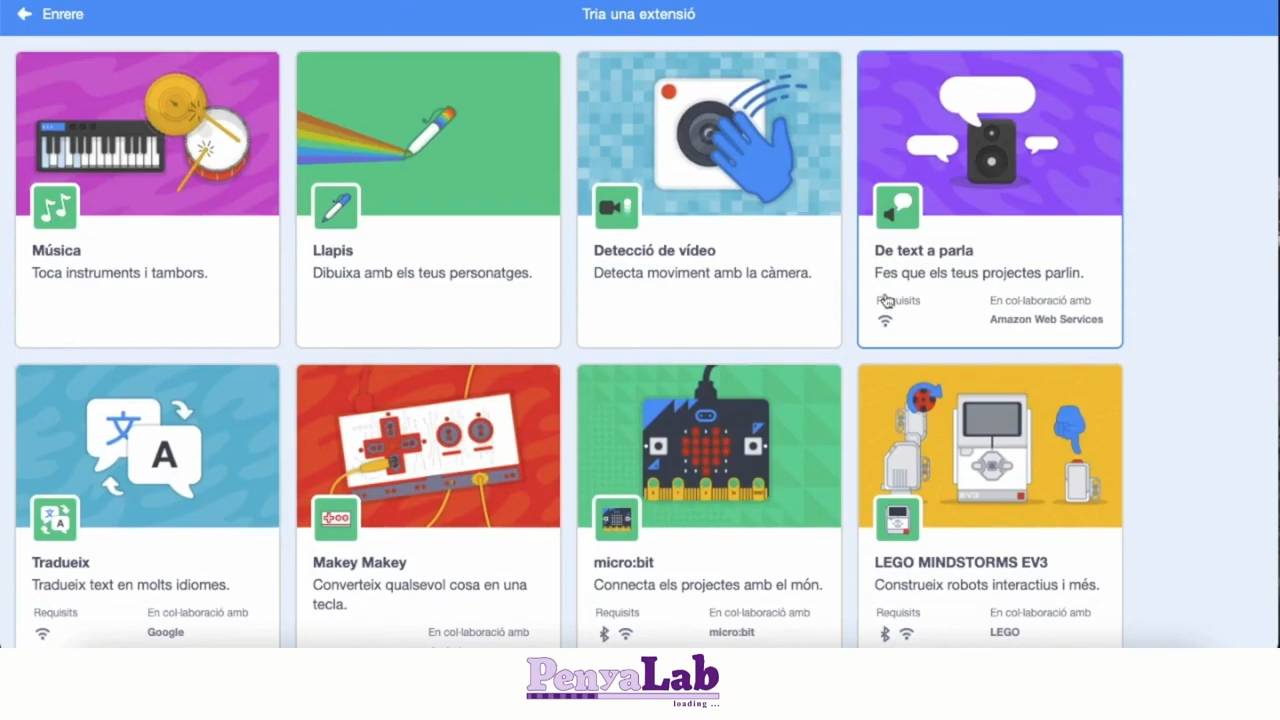 Enrere
Tria una extensió
Música
Toca instruments i tambors.
Llapis
Dibuixa amb els teus personatges.
Detecció de vídeo
Detecta moviment amb la càmera.
De text a parla
Fes que els teus projectes parlin.
Requisits
En col·laboració amb
Amazon Web Services
文
A
A
Tradueix
Tradueix text en molts idiomes.
Requisits
En col·laboració amb
Google
Makey Makey
Converteix qualsevol cosa en una
tecla.
En col·laboració amb
micro:bit
Connecta els projectes amb el món.
Requisits
En col·laboració amb
micro:bit
EV3
LEGO MINDSTORMS EV3
Construeix robots interactius i més.
Requisits
En col·laboració amb
LEGO
PenyaLab
loading ...